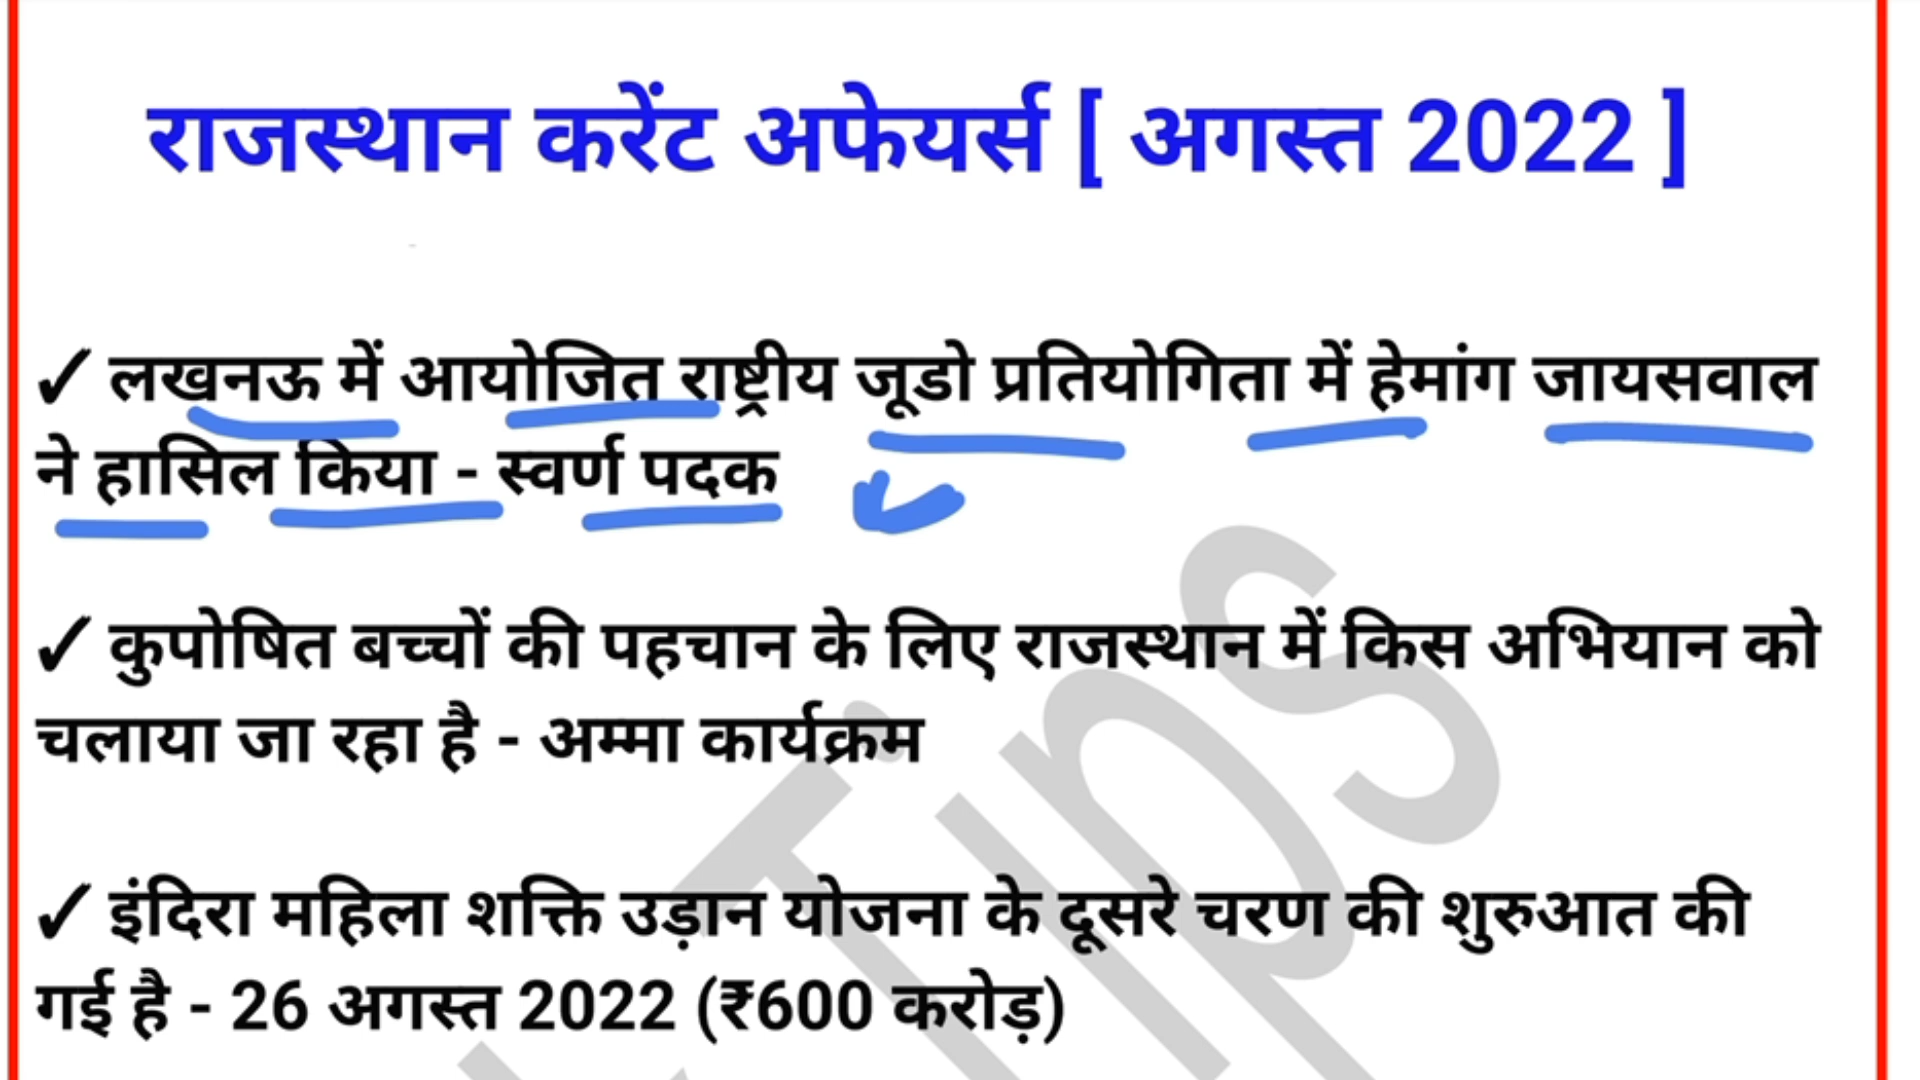 राजस्थान करेंट अफेयर्स [ अगस्त 2022 ]
✓ लखनऊ में आयोजित राष्ट्रीय जूडो प्रतियोगिता में हेमांग जायसवाल
ने हासिल किया - स्वर्ण पदक
✓ कुपोषित बच्चों की पहचान के लिए राजस्थान में किस अभियान को
चलाया जा रहा है - अम्मा कार्यक्रम
✓ इंदिरा महिला शक्ति उड़ान योजना के दूसरे चरण की शुरुआत की
गई है - 26 अगस्त 2022 (₹600 करोड़)
Tips